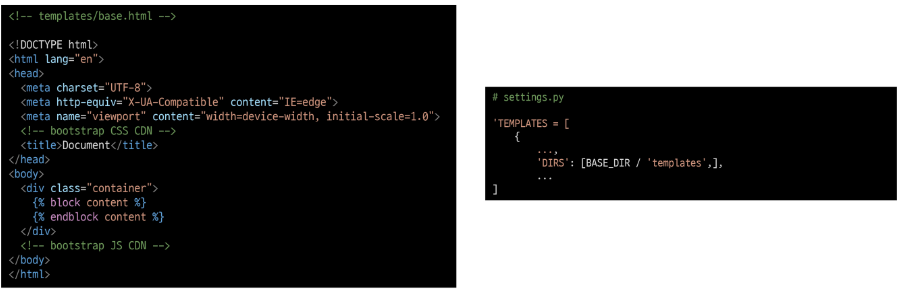 <!-- templates/base.html -->
<!DOCTYPE html>
<html lang="en">
<head>
<meta charset="UTF-8">
<meta http-equiv="X-UA-Compatible" content="IE=edge">
<meta name="viewport" content="width=device-width, initial-scale=1.0">
<!-- bootstrap CSS CDN -->
<title>Document</title>
</head>
<body>
<div class="container">
{% block content %}
{% endblock content %}
</div>
<!-- bootstrap JS CDN -->
</body>
</html>
# settings.py
'TEMPLATES = [
{
...,
'DIRS': [BASE_DIR / 'templates',],
...
]